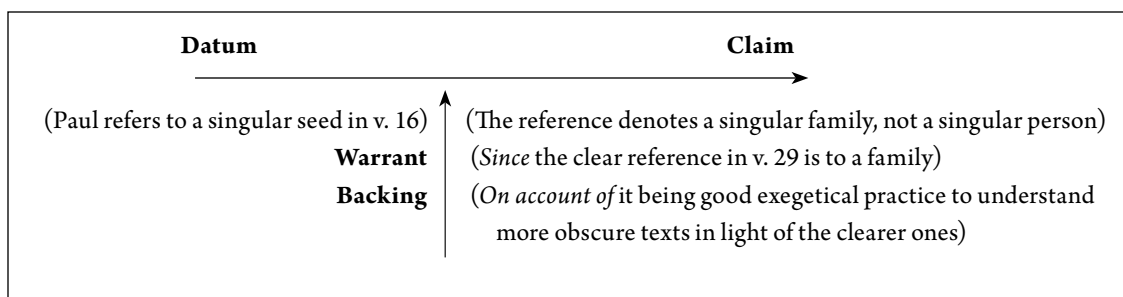 Datum Claim
(Paul refers to a singular seed in v. 16) (The reference denotes a singular family, not a singular person)
Warrant (Since the clear reference in v. 29 is to a family)
Backing (On account of it being good exegetical practice to understand
more obscure texts in light of the clearer ones)